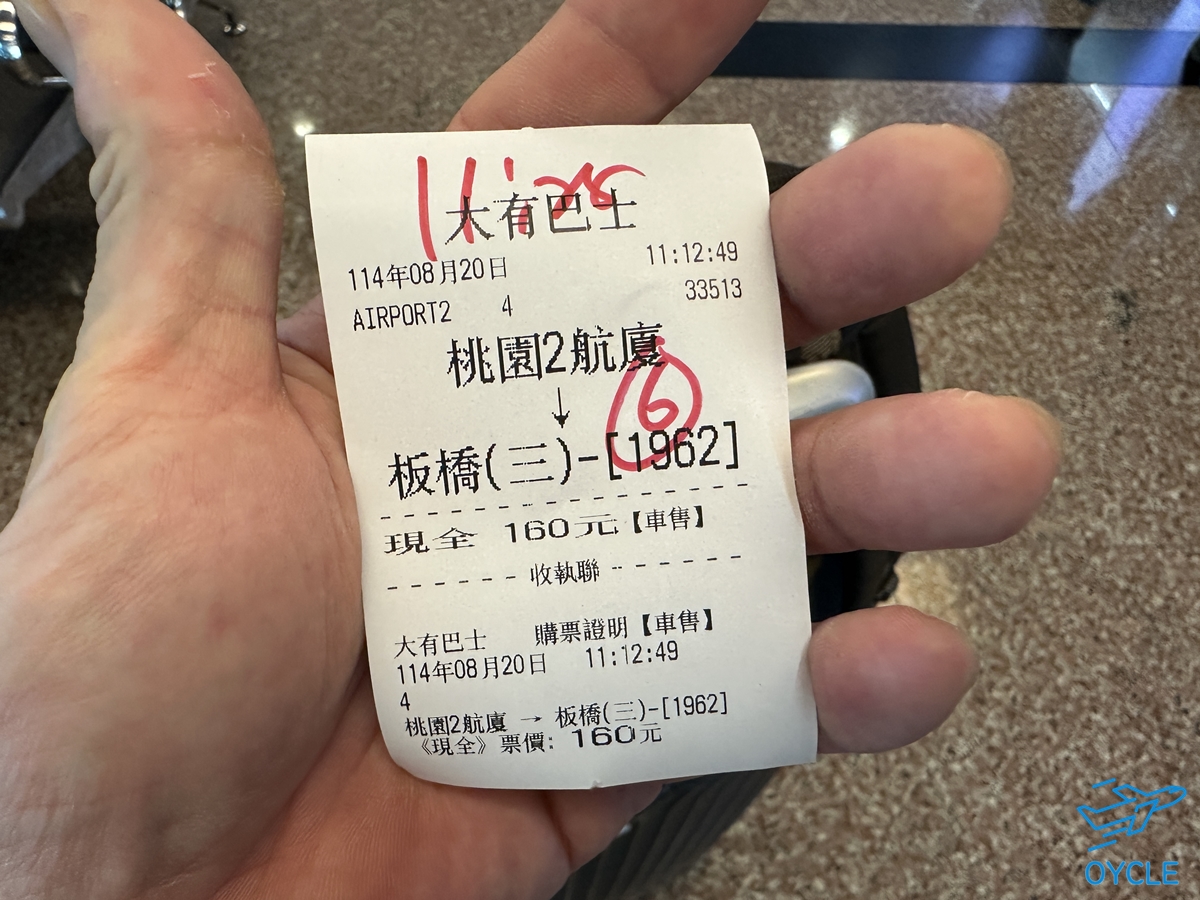 大有巴士
114年08月20日 11:12:49
AIRPORT2 4 33513
桃園2航廈
↓
⑥
板橋(三)-[1962]
現全 160元【車售】
收執聯
大有巴士 購票證明【車售】
114年08月20日 11:12:49
4
桃園2航廈 → 板橋(三)-[1962]
《現全》票價: 160元
OYCLE